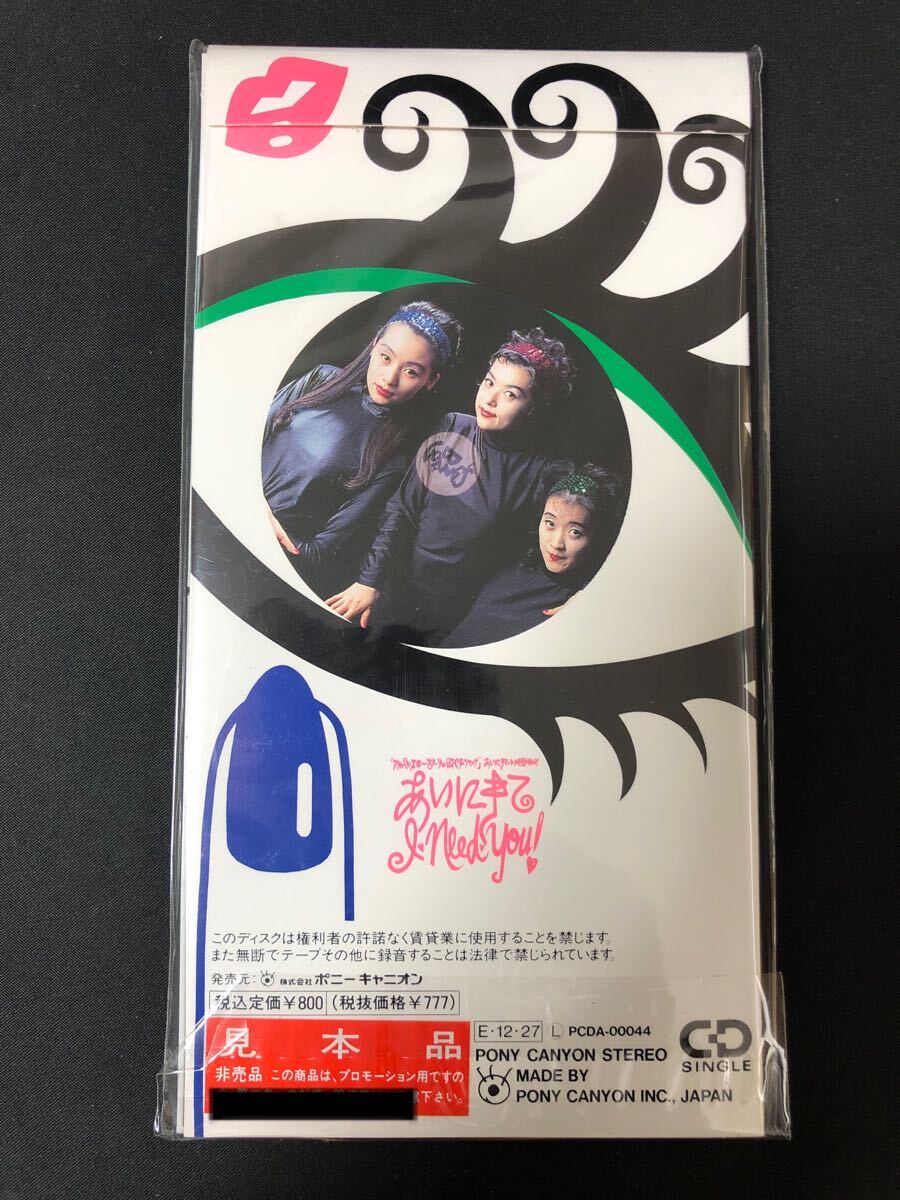 あいにきて
I・Need・You!
このディスクは権利者の許諾なく賃貸業に使用することを禁じます。
また無断でテープその他に録音することは法律で禁じられています。
発売元: 株式会社 ポニーキャニオン
税込定価¥800 (税抜価格¥777)
見本品
非売品 この商品は、プロモーション用ですの
下さい。
E・12・27 L PCDA-00044
PONY CANYON STEREO
MADE BY
PONY CANYON INC., JAPAN
CD
SINGLE